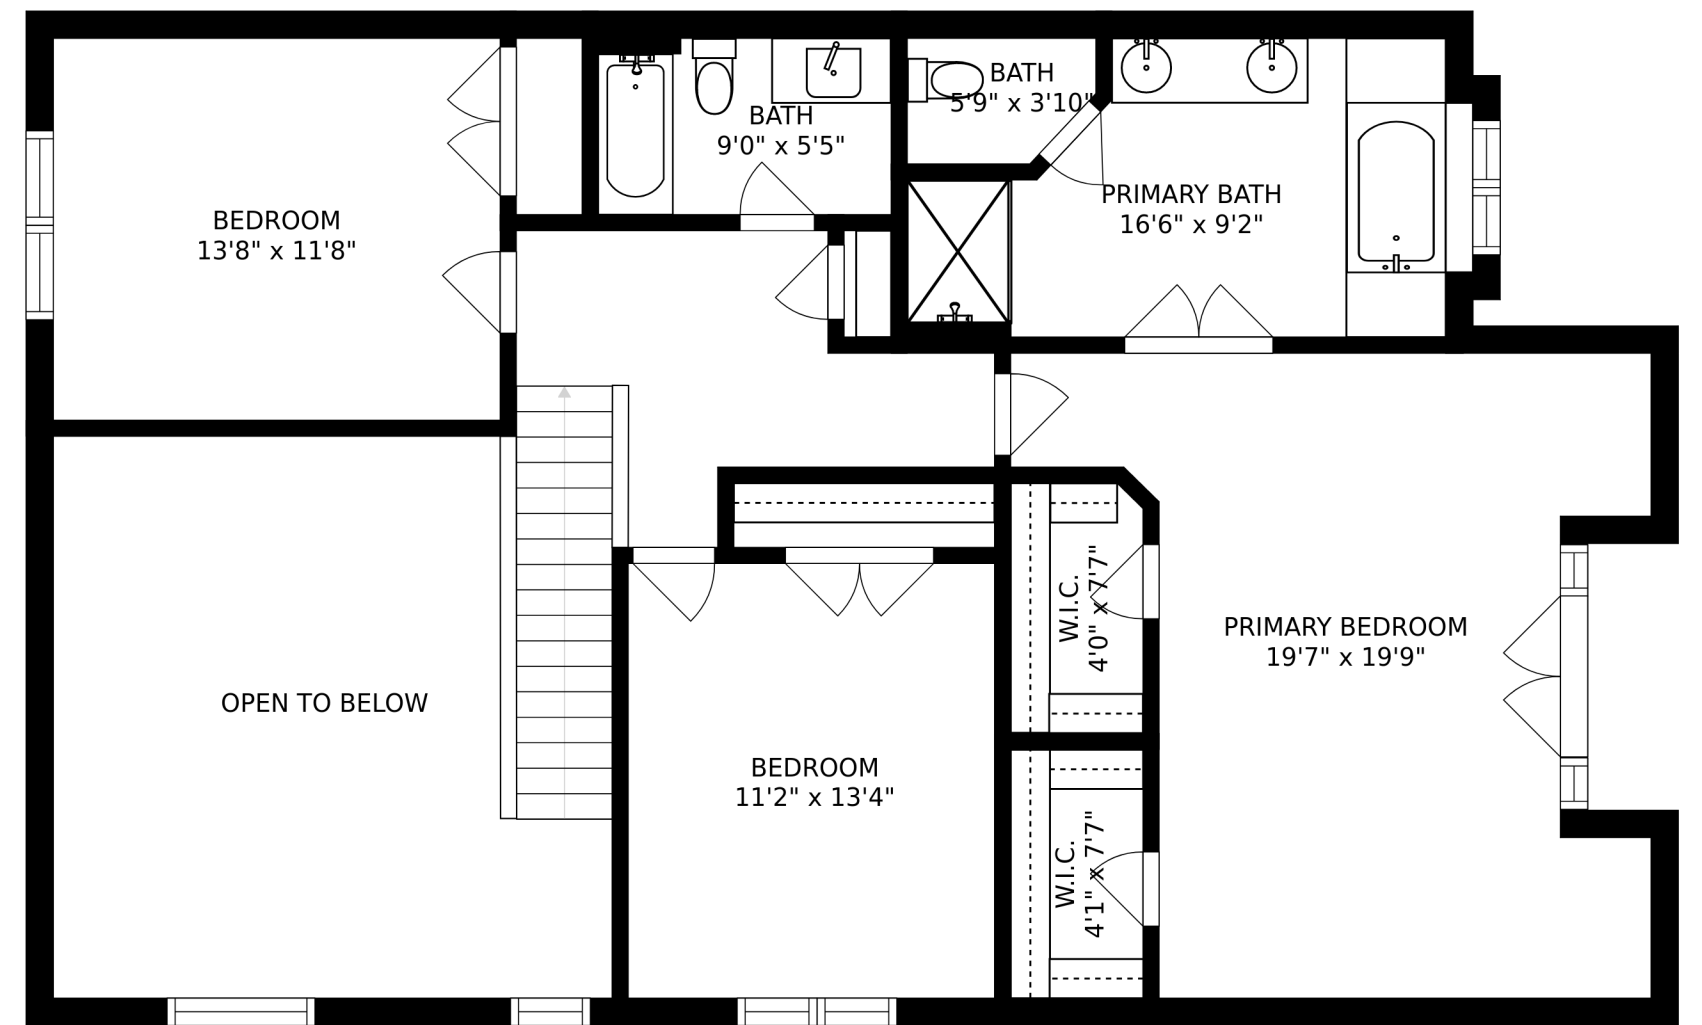 BATH
5'9" x 3'10"
BATH
9'0" x 5'5"
PRIMARY BATH
16'6" x 9'2"
BEDROOM
13'8" x 11'8"
W.I.C.
4'0" x 7'7"
PRIMARY BEDROOM
19'7" x 19'9"
OPEN TO BELOW
BEDROOM
11'2" x 13'4"
W.I.C.
4'1" x 7'7"